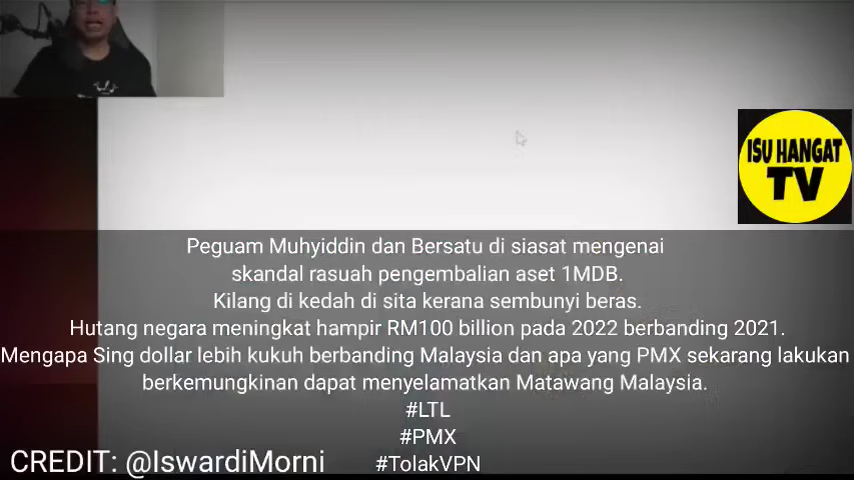 ISU HANGAT
TV
Peguam Muhyiddin dan Bersatu di siasat mengenai
skandal rasuah pengembalian aset 1MDB.
Kilang di kedah di sita kerana sembunyi beras.
Hutang negara meningkat hampir RM100 billion pada 2022 berbanding 2021.
Mengapa Sing dollar lebih kukuh berbanding Malaysia dan apa yang PMX sekarang lakukan
berkemungkinan dapat menyelamatkan Matawang Malaysia.
#LTL
#PMX
#TolakVPN
CREDIT: @IswardiMorni